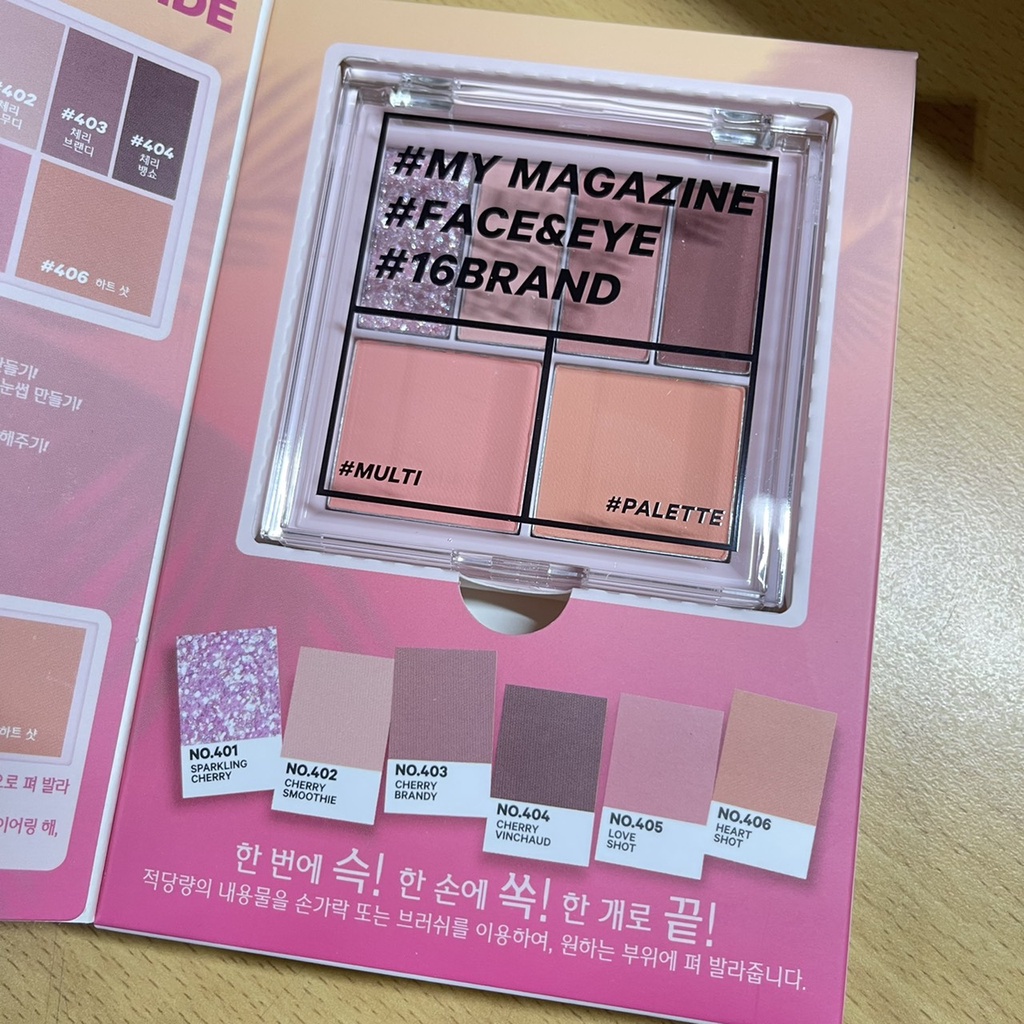 #402
체리
#403
체리
브랜디
#404
체리
뱅쇼
#406 하트 샷
만들기!
눈썹 만들기!
해주기!
하트 샷
으로 펴 발라
이어링 해,
#MY MAGAZINE
#FACE&EYE
#16BRAND
#MULTI
#PALETTE
NO.401
SPARKLING
CHERRY
NO.402
CHERRY
SMOOTHIE
NO.403
CHERRY
BRANDY
NO.404
CHERRY
VINCHAUD
NO.405
LOVE
SHOT
NO.406
HEART
SHOT
한 번에 슥! 한 손에 쏙! 한 개로 끝!
적당량의 내용물을 손가락 또는 브러쉬를 이용하여, 원하는 부위에 펴 발라줍니다.